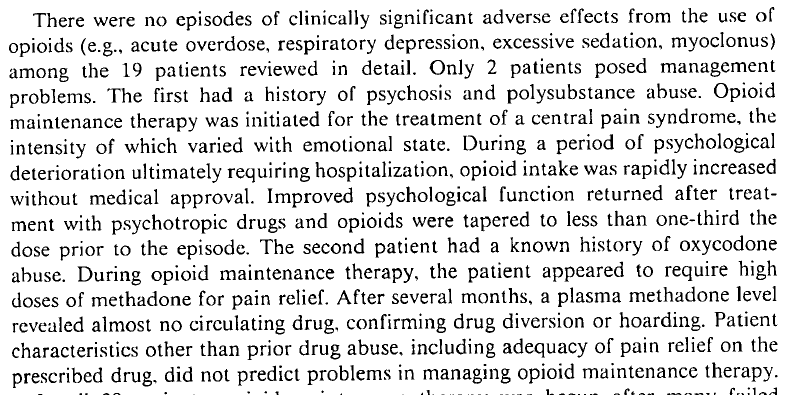 There were no episodes of clinically significant adverse effects from the use of
opioids (e.g., acute overdose, respiratory depression, excessive sedation, myoclonus)
among the 19 patients reviewed in detail. Only 2 patients posed management
problems. The first had a history of psychosis and polysubstance abuse. Opioid
maintenance therapy was initiated for the treatment of a central pain syndrome, the
intensity of which varied with emotional state. During a period of psychological
deterioration ultimately requiring hospitalization, opioid intake was rapidly increased
without medical approval. Improved psychological function returned after treat-
ment with psychotropic drugs and opioids were tapered to less than one-third the
dose prior to the episode. The second patient had a known history of oxycodone
abuse. During opioid maintenance therapy, the patient appeared to require high
doses of methadone for pain relief. After several months, a plasma methadone level
revealed almost no circulating drug, confirming drug diversion or hoarding. Patient
characteristics other than prior drug abuse, including adequacy of pain relief on the
prescribed drug, did not predict problems in managing opioid maintenance therapy.